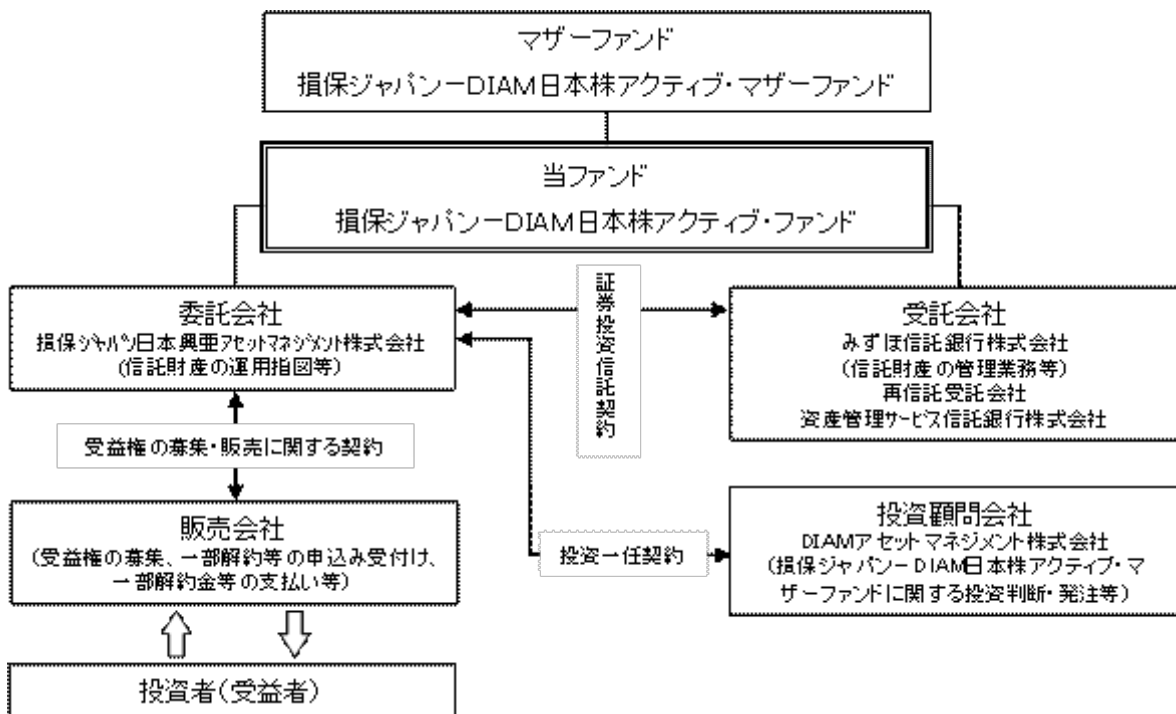 マザーファンド
損保ジャパン－DIAM日本株アクティブ・マザーファンド
当ファンド
損保ジャパン－DIAM日本株アクティブ・ファンド
証券投資信託契約
委託会社
損保ジャパン日本興亜アセットマネジメント株式会社
(信託財産の運用指図等)
受託会社
みずほ信託銀行株式会社
(信託財産の管理業務等)
再信託受託会社
資産管理サービス信託銀行株式会社
受益権の募集・販売に関する契約
販売会社
(受益権の募集、一部解約等の申込み受付け、
一部解約金等の支払い等)
投資一任契約
投資顧問会社
DIAMアセットマネジメント株式会社
(損保ジャパン－DIAM日本株アクティブ・マ
ザーファンドに関する投資判断・発注等)
投資者(受益者)